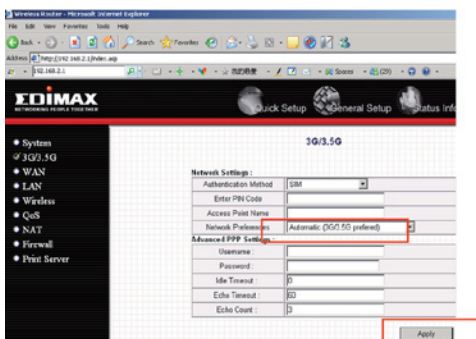 Wireless Router - Microsoft Internet Explorer
File Edit View Favorites Tools Help
Back Search Favorites
Address http://192.168.2.1/index.asp
192.168.2.1
EDIMAX
NETWORKING PEOPLE TOGETHER
Quick Setup General Setup Status Info
System
3G/3.5G
WAN
LAN
Wireless
QoS
NAT
Firewall
Print Server
3G/3.5G
Network Settings :
Authentication Method SIM
Enter PIN Code
Access Point Name
Network Preferences Automatic (3G/3.5G prefered)
Advanced PPP Settings :
Username :
Password :
Idle Timeout : 0
Echo Timeout : 60
Echo Count : 3
Apply